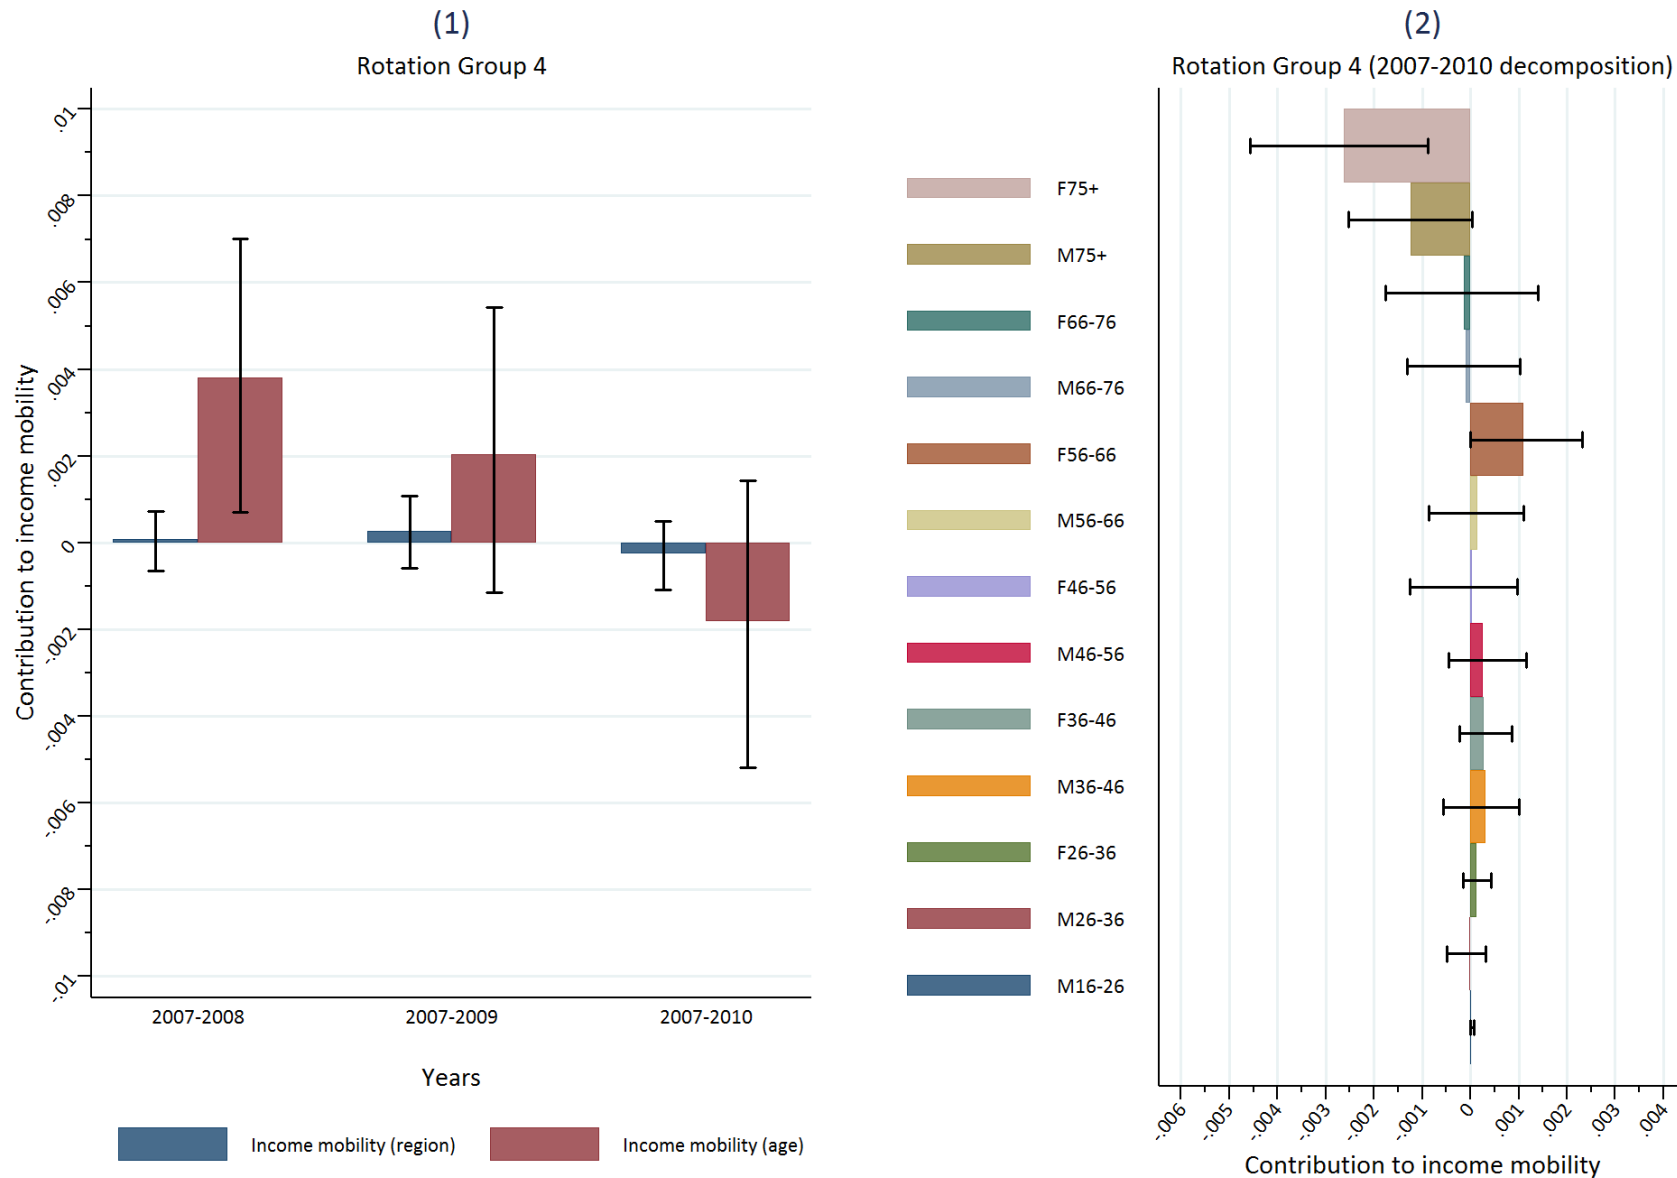 (1)
Rotation Group 4
Contribution to income mobility
.01
.008
.006
.004
.002
0
-.002
-.004
-.006
-.008
-.01
2007-2008
2007-2009
2007-2010
Years
Income mobility (region)
Income mobility (age)
F75+
M75+
F66-76
M66-76
F56-66
M56-66
F46-56
M46-56
F36-46
M36-46
F26-36
M26-36
M16-26
(2)
Rotation Group 4 (2007-2010 decomposition)
-.006
-.005
-.004
-.003
-.002
-.001
0
.001
.002
.003
.004
Contribution to income mobility